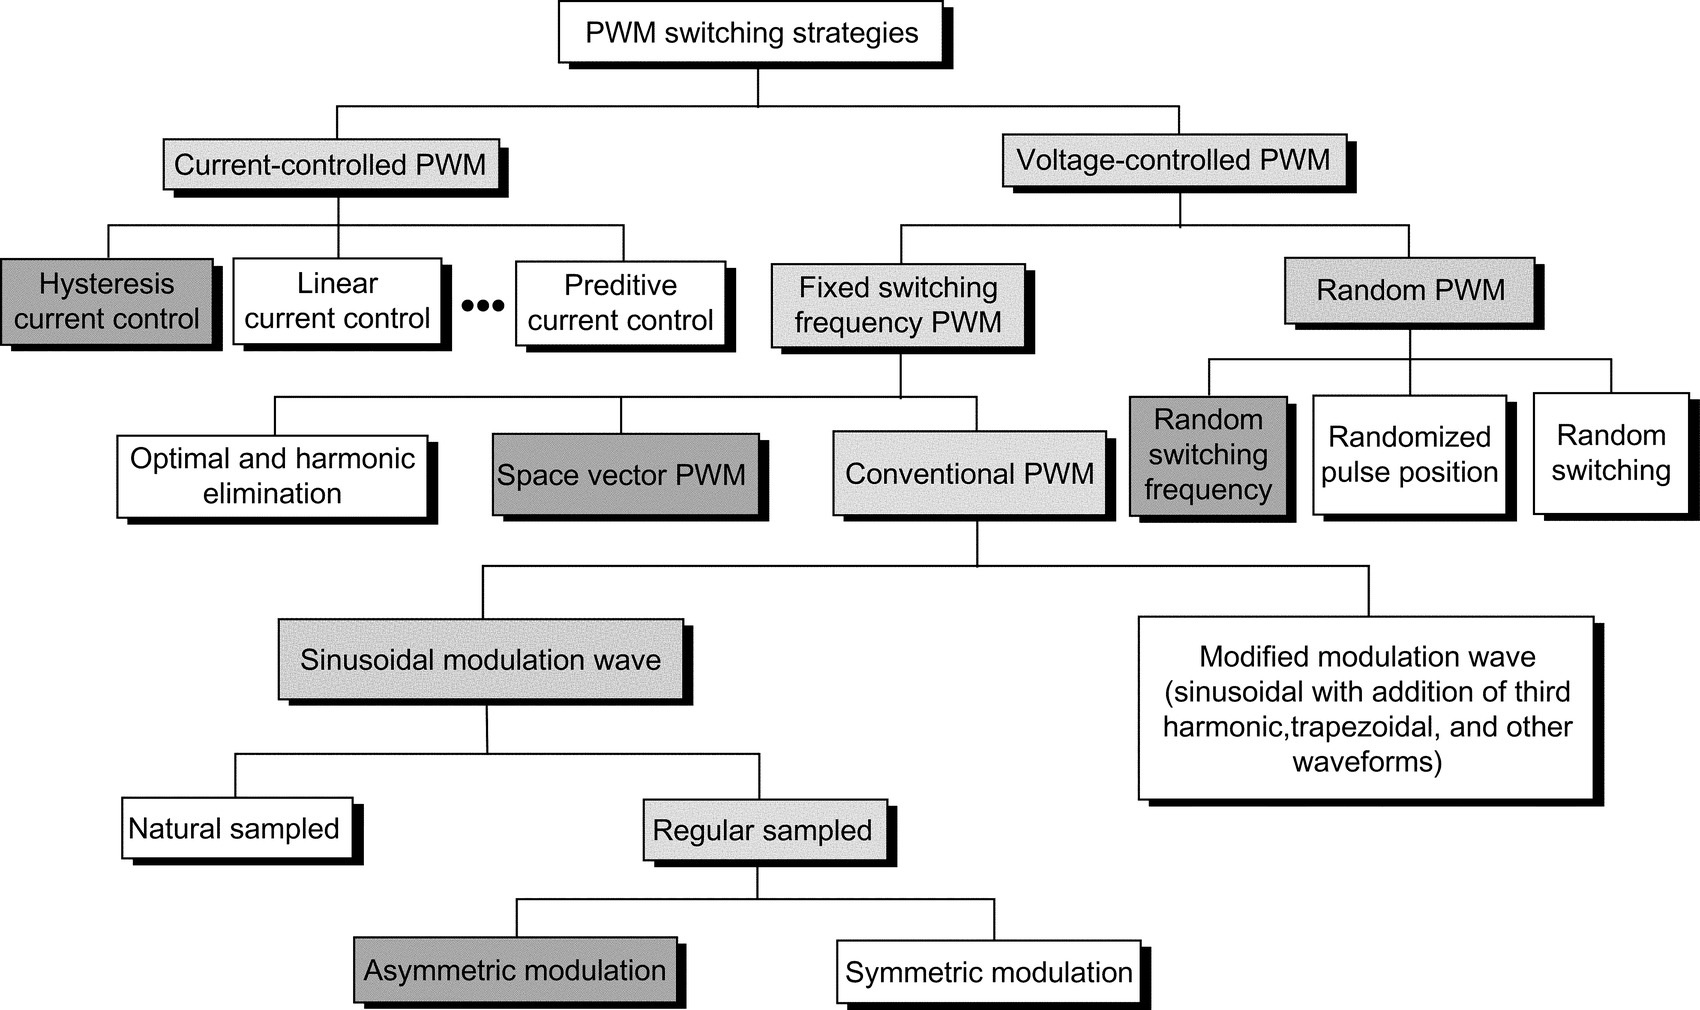 PWM switching strategies
Current-controlled PWM
Voltage-controlled PWM
Hysteresis
current control
Linear
current control
•••
Preditive
current control
Fixed switching
frequency PWM
Random PWM
Optimal and harmonic
elimination
Space vector PWM
Conventional PWM
Random
switching
frequency
Randomized
pulse position
Random
switching
Sinusoidal modulation wave
Modified modulation wave
(sinusoidal with addition of third
harmonic,trapezoidal, and other
waveforms)
Natural sampled
Regular sampled
Asymmetric modulation
Symmetric modulation